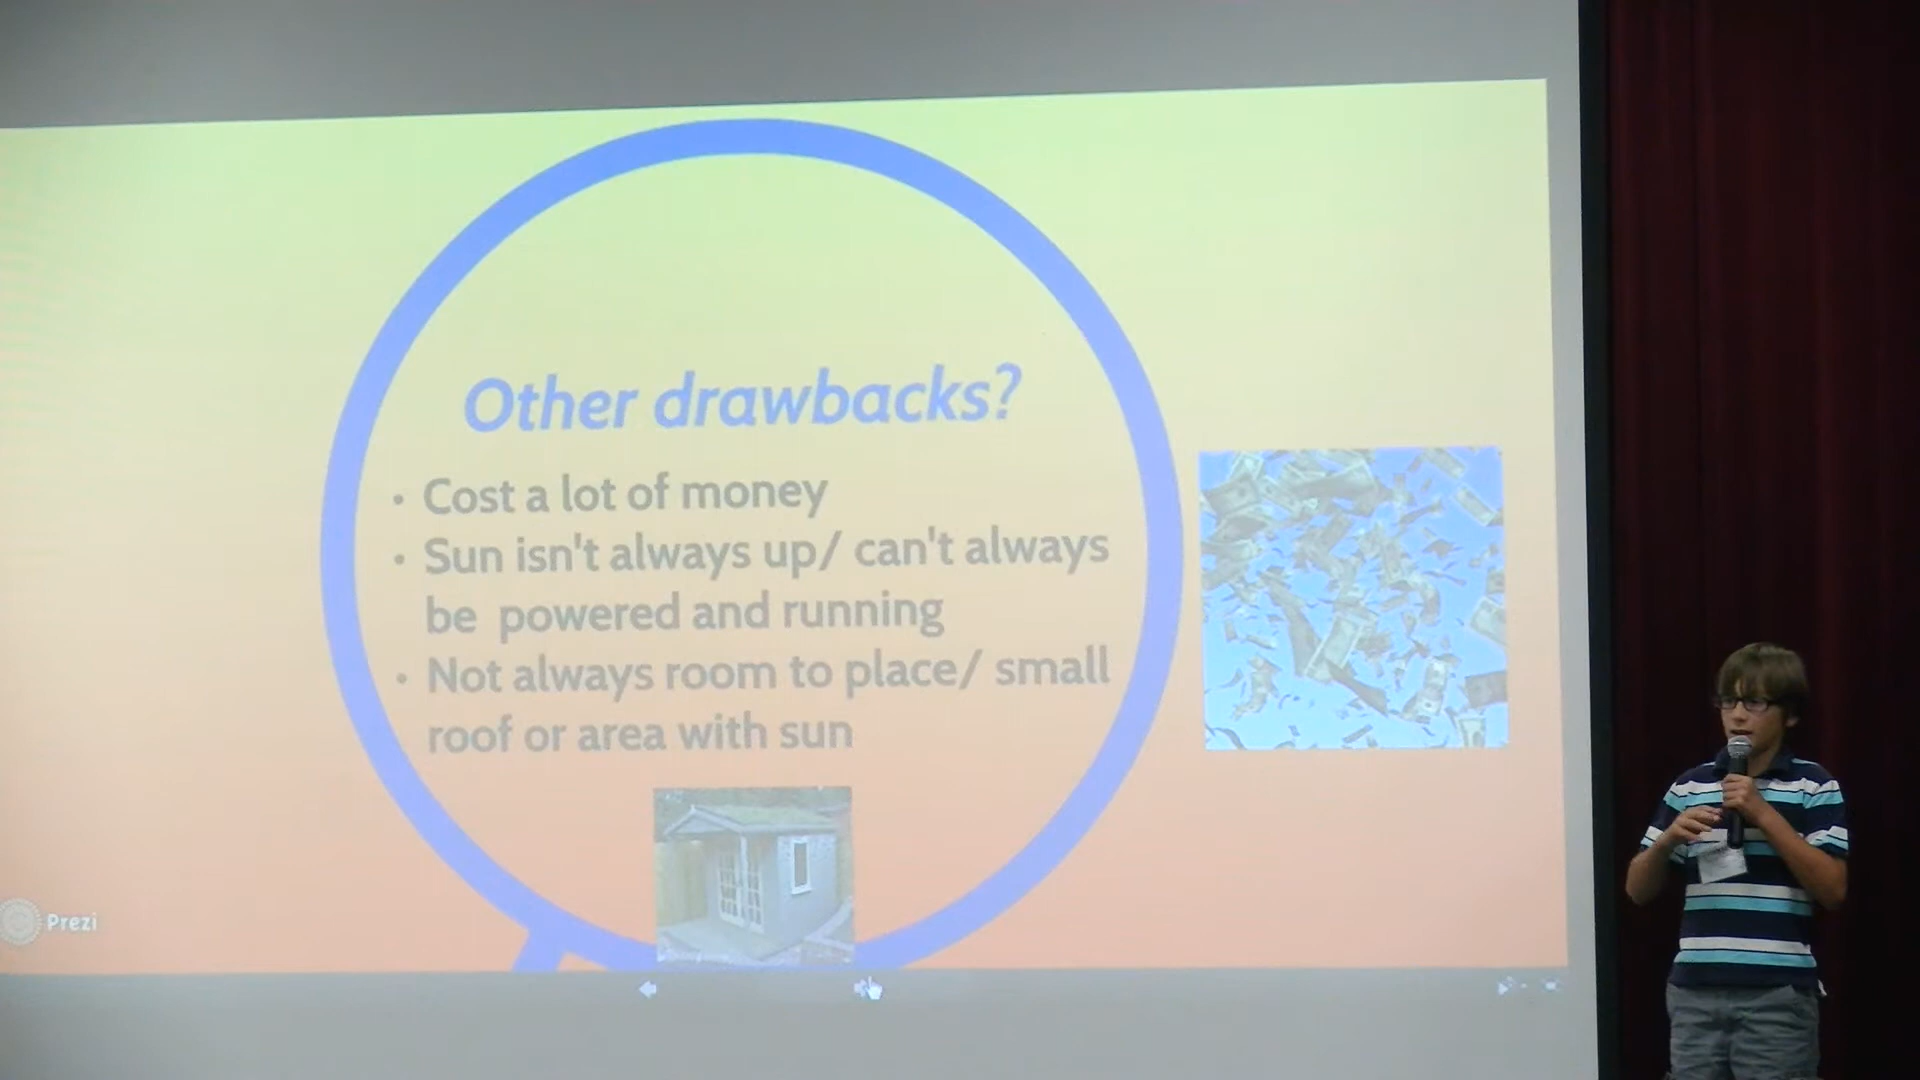 Other drawbacks?
• Cost a lot of money
• Sun isn't always up/ can't always
be powered and running
• Not always room to place/ small
roof or area with sun
Prezi